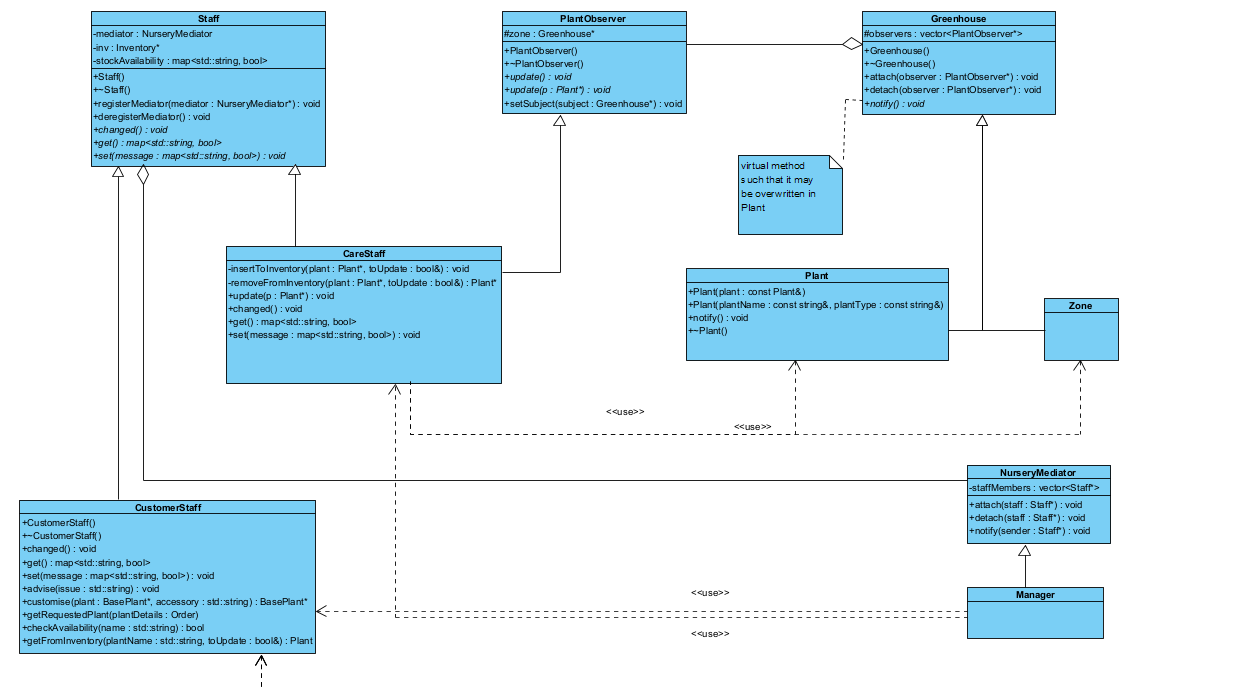 Staff
-mediator : NurseryMediator
-inv : Inventory*
-stockAvailability : map<std::string, bool>
+Staff()
+~Staff()
+registerMediator(mediator : NurseryMediator*) : void
+deregisterMediator() : void
+changed() : void
+get() : map<std::string, bool>
+set(message : map<std::string, bool>) : void
PlantObserver
#zone : Greenhouse*
+PlantObserver()
+~PlantObserver()
+update() : void
+update(p : Plant*) : void
+setSubject(subject : Greenhouse*) : void
Greenhouse
#observers : vector<PlantObserver*>
+Greenhouse()
+~Greenhouse()
+attach(observer : PlantObserver*) : void
+detach(observer : PlantObserver*) : void
+notify() : void
virtual method
such that it may
be overwritten in
Plant
CareStaff
-insertToInventory(plant : Plant*, toUpdate : bool&) : void
-removeFromInventory(plant : Plant*, toUpdate : bool&) : Plant*
+update(p : Plant*) : void
+changed() : void
+get() : map<std::string, bool>
+set(message : map<std::string, bool>) : void
Plant
+Plant(plant : const Plant&)
+Plant(plantName : const string&, plantType : const string&)
+notify() : void
+~Plant()
Zone
<<use>>
<<use>>
NurseryMediator
-staffMembers : vector<Staff*>
+attach(staff : Staff*) : void
+detach(staff : Staff*) : void
+notify(sender : Staff*) : void
CustomerStaff
+CustomerStaff()
+~CustomerStaff()
+changed() : void
+get() : map<std::string, bool>
+set(message : map<std::string, bool>) : void
+advise(issue : std::string) : void
+customise(plant : BasePlant*, accessory : std::string) : BasePlant*
+getRequestedPlant(plantDetails : Order)
+checkAvailability(name : std::string) : bool
+getFromInventory(plantName : std::string, toUpdate : bool&) : Plant
<<use>>
<<use>>
Manager